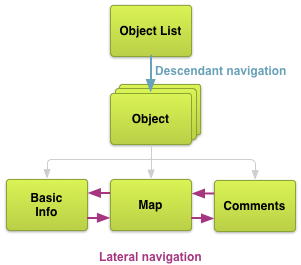 Object List
Descendant navigation
Object
Basic
Info
Map
Comments
Lateral navigation